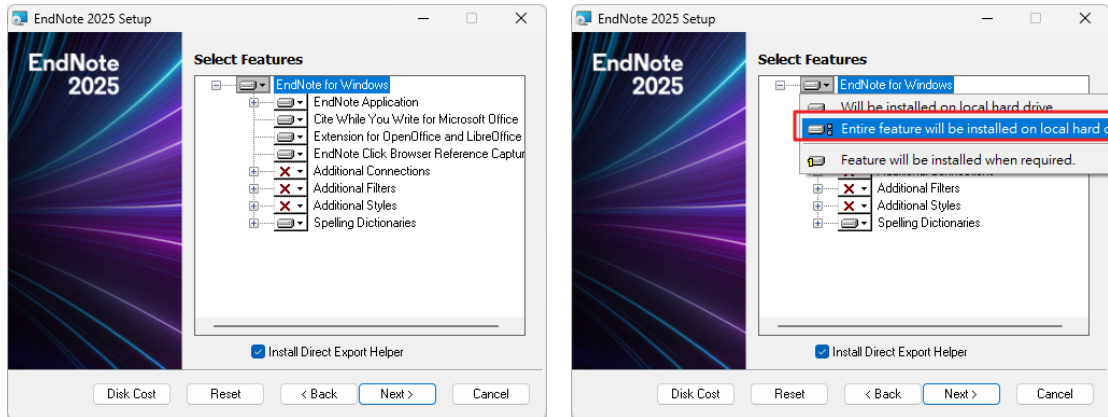 EndNote 2025 Setup
EndNote
2025
Select Features
EndNote for Windows
EndNote Application
Cite While You Write for Microsoft Office
Extension for OpenOffice and LibreOffice
EndNote Click Browser Reference Captur
Additional Connections
Additional Filters
Additional Styles
Spelling Dictionaries
Install Direct Export Helper
Disk Cost
Reset
< Back
Next >
Cancel
EndNote 2025 Setup
EndNote
2025
Select Features
EndNote for Windows
Will be installed on local hard drive.
Entire feature will be installed on local hard
Feature will be installed when required.
Additional Filters
Additional Styles
Spelling Dictionaries
Install Direct Export Helper
Disk Cost
Reset
< Back
Next >
Cancel